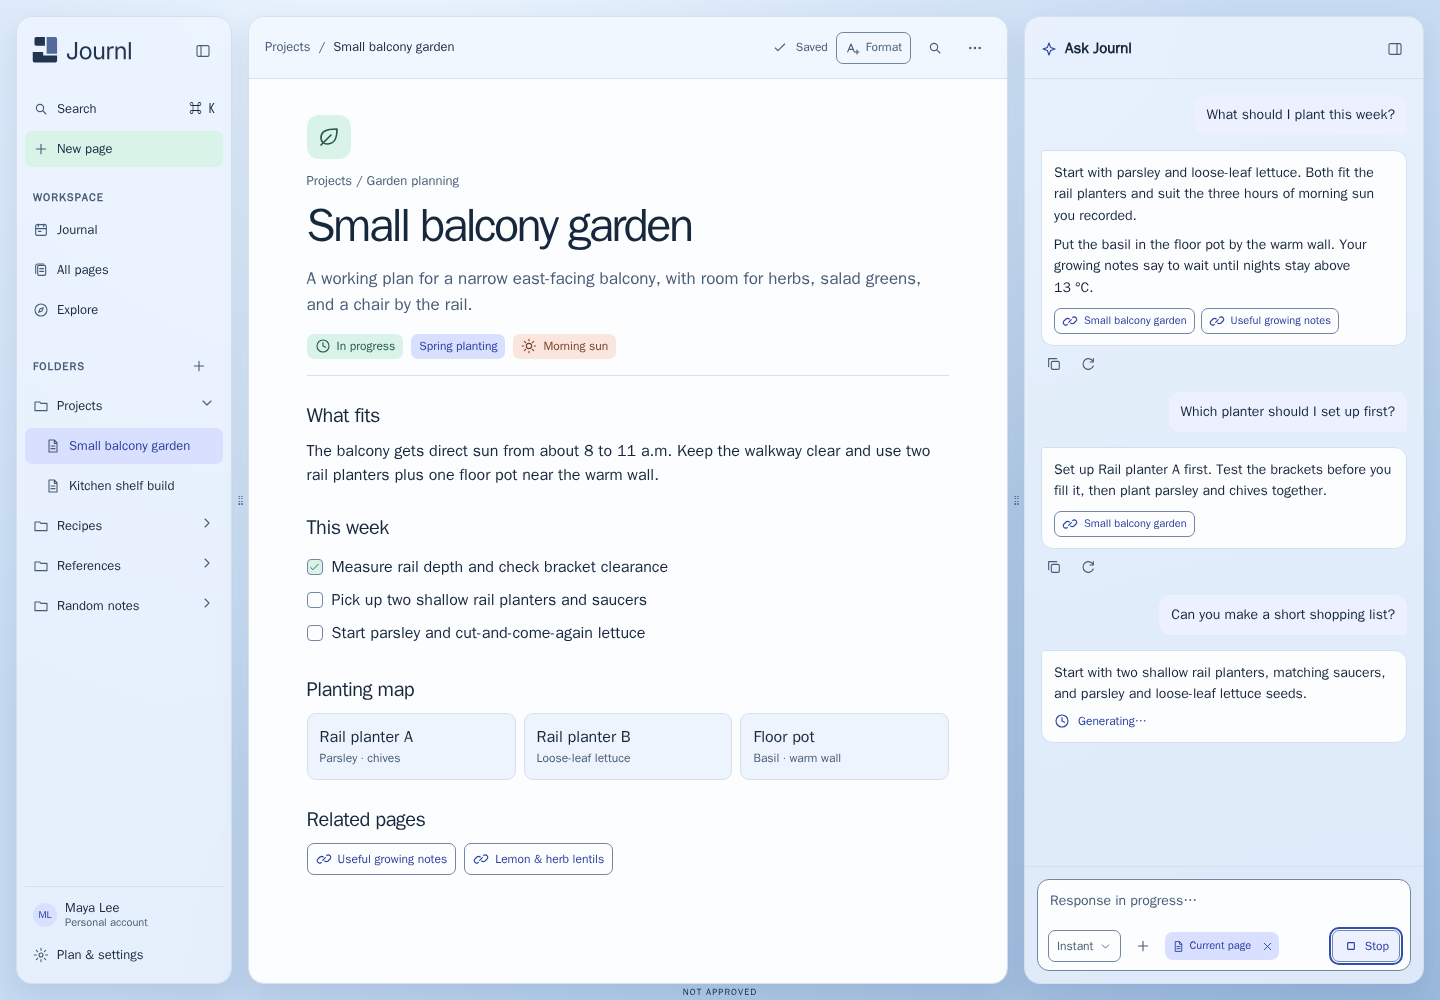 Journl
Search
⌘ K
New page
WORKSPACE
Journal
All pages
Explore
FOLDERS
Projects
Small balcony garden
Kitchen shelf build
Recipes
References
Random notes
ML
Maya Lee
Personal account
Plan & settings
Projects / Small balcony garden
Saved
Format
Projects / Garden planning
Small balcony garden
A working plan for a narrow east-facing balcony, with room for herbs, salad greens,
and a chair by the rail.
In progress
Spring planting
Morning sun
What fits
The balcony gets direct sun from about 8 to 11 a.m. Keep the walkway clear and use two
rail planters plus one floor pot near the warm wall.
This week
Measure rail depth and check bracket clearance
Pick up two shallow rail planters and saucers
Start parsley and cut-and-come-again lettuce
Planting map
Rail planter A
Parsley · chives
Rail planter B
Loose-leaf lettuce
Floor pot
Basil · warm wall
Related pages
Useful growing notes
Lemon & herb lentils
Ask Journl
What should I plant this week?
Start with parsley and loose-leaf lettuce. Both fit the
rail planters and suit the three hours of morning sun
you recorded.
Put the basil in the floor pot by the warm wall. Your
growing notes say to wait until nights stay above
13 °C.
Small balcony garden
Useful growing notes
Which planter should I set up first?
Set up Rail planter A first. Test the brackets before you
fill it, then plant parsley and chives together.
Small balcony garden
Can you make a short shopping list?
Start with two shallow rail planters, matching saucers,
and parsley and loose-leaf lettuce seeds.
Generating…
Response in progress…
Instant
Current page
Stop
NOT APPROVED